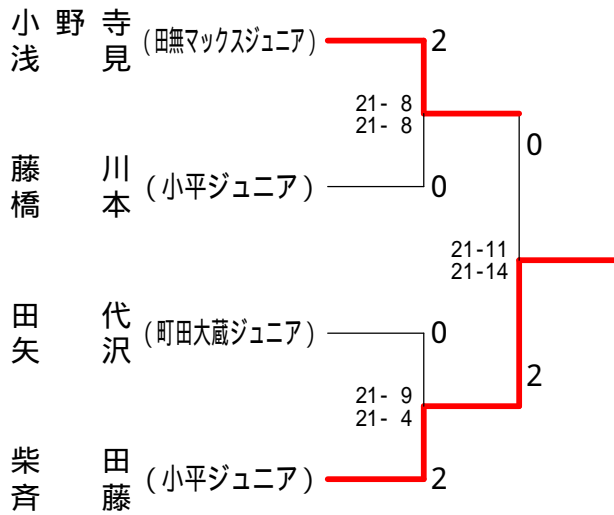 小野寺
浅見
(田無マックスジュニア)
2
21- 8
21- 8
0
藤川
橋本
(小平ジュニア)
0
21-11
21-14
田代
矢沢
(町田大蔵ジュニア)
0
2
21- 9
21- 4
柴田
斉藤
(小平ジュニア)
2